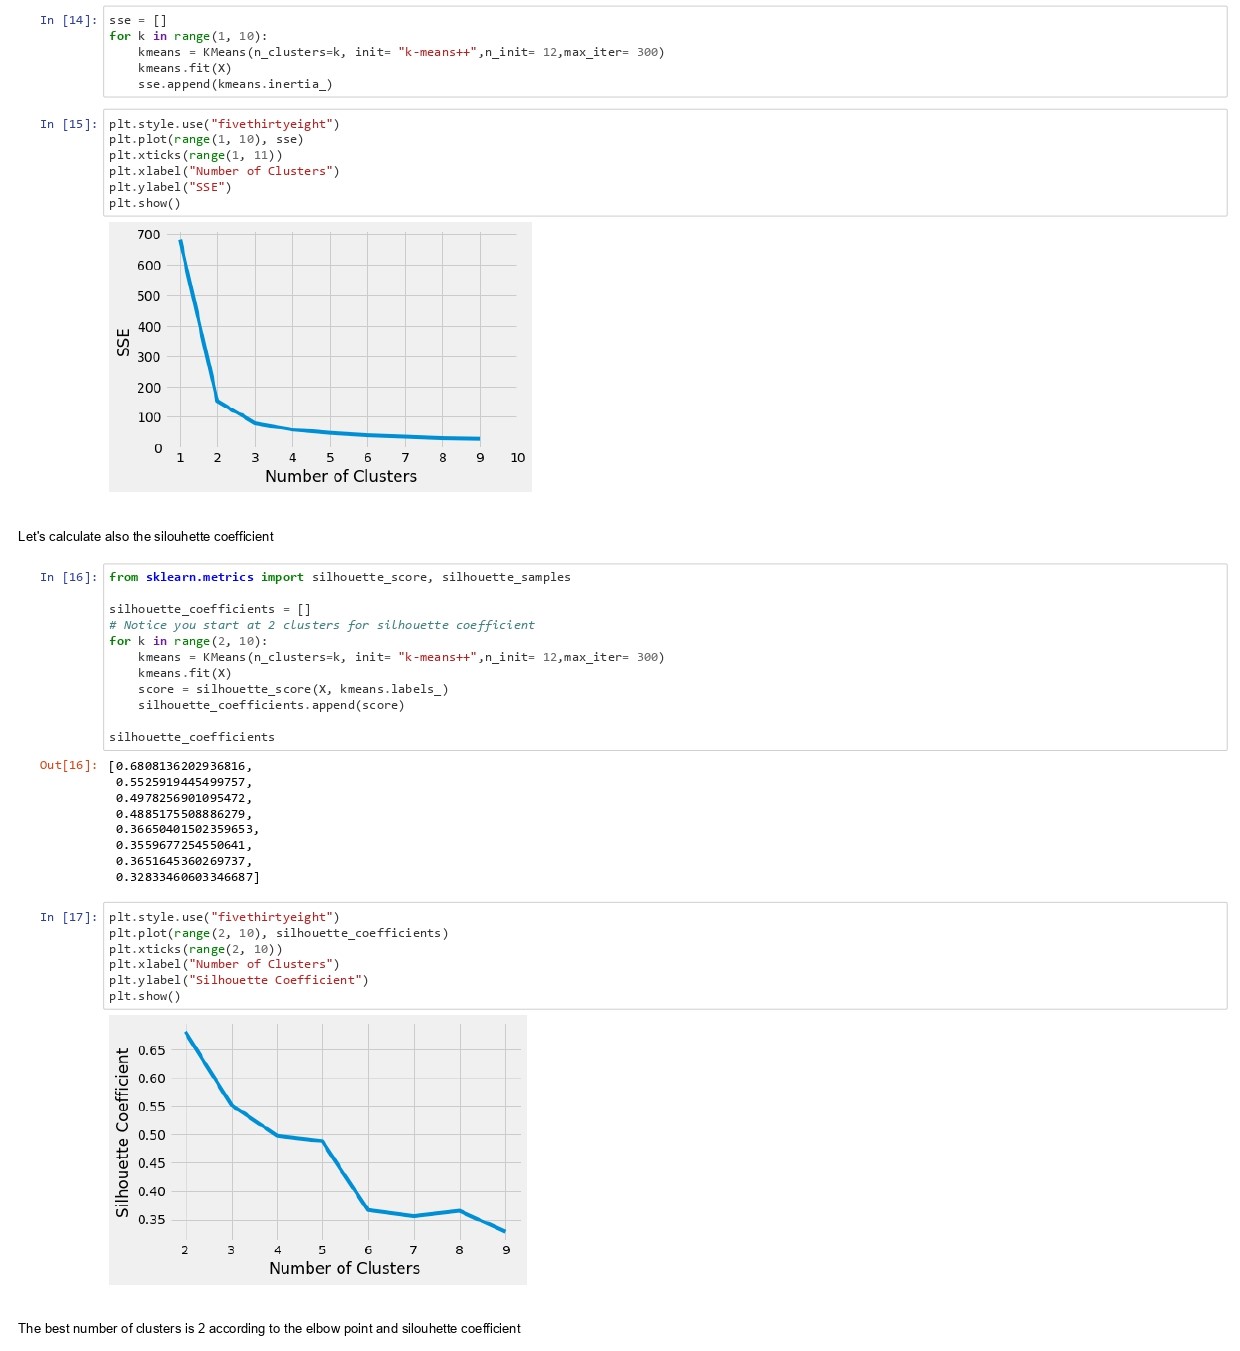 In [14]: sse = []
for k in range(1, 10):
    kmeans = KMeans(n_clusters=k, init= "k-means++",n_init= 12,max_iter= 300)
    kmeans.fit(X)
    sse.append(kmeans.inertia_)
In [15]: plt.style.use("fivethirtyeight")
plt.plot(range(1, 10), sse)
plt.xticks(range(1, 11))
plt.xlabel("Number of Clusters")
plt.ylabel("SSE")
plt.show()
700
600
500
400
300
200
100
0
SSE
1 2 3 4 5 6 7 8 9 10
Number of Clusters
Let's calculate also the silouhette coefficient
In [16]: from sklearn.metrics import silhouette_score, silhouette_samples
silhouette_coefficients = []
# Notice you start at 2 clusters for silhouette coefficient
for k in range(2, 10):
    kmeans = KMeans(n_clusters=k, init= "k-means++",n_init= 12,max_iter= 300)
    kmeans.fit(X)
    score = silhouette_score(X, kmeans.labels_)
    silhouette_coefficients.append(score)
silhouette_coefficients
Out[16]: [0.6808136202936816,
0.5525919445499757,
0.4978256901095472,
0.4885175508886279,
0.36650401502359653,
0.3559677254550641,
0.3651645360269737,
0.32833460603346687]
In [17]: plt.style.use("fivethirtyeight")
plt.plot(range(2, 10), silhouette_coefficients)
plt.xticks(range(2, 10))
plt.xlabel("Number of Clusters")
plt.ylabel("Silhouette Coefficient")
plt.show()
0.65
0.60
0.55
0.50
0.45
0.40
0.35
Silhouette Coefficient
2 3 4 5 6 7 8 9
Number of Clusters
The best number of clusters is 2 according to the elbow point and silouhette coefficient